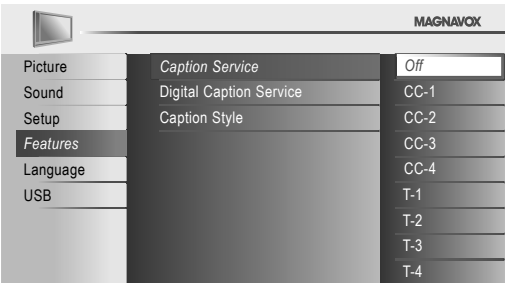 MAGNAVOX
Picture
Sound
Setup
Features
Language
USB
Caption Service
Digital Caption Service
Caption Style
Off
CC-1
CC-2
CC-3
CC-4
T-1
T-2
T-3
T-4